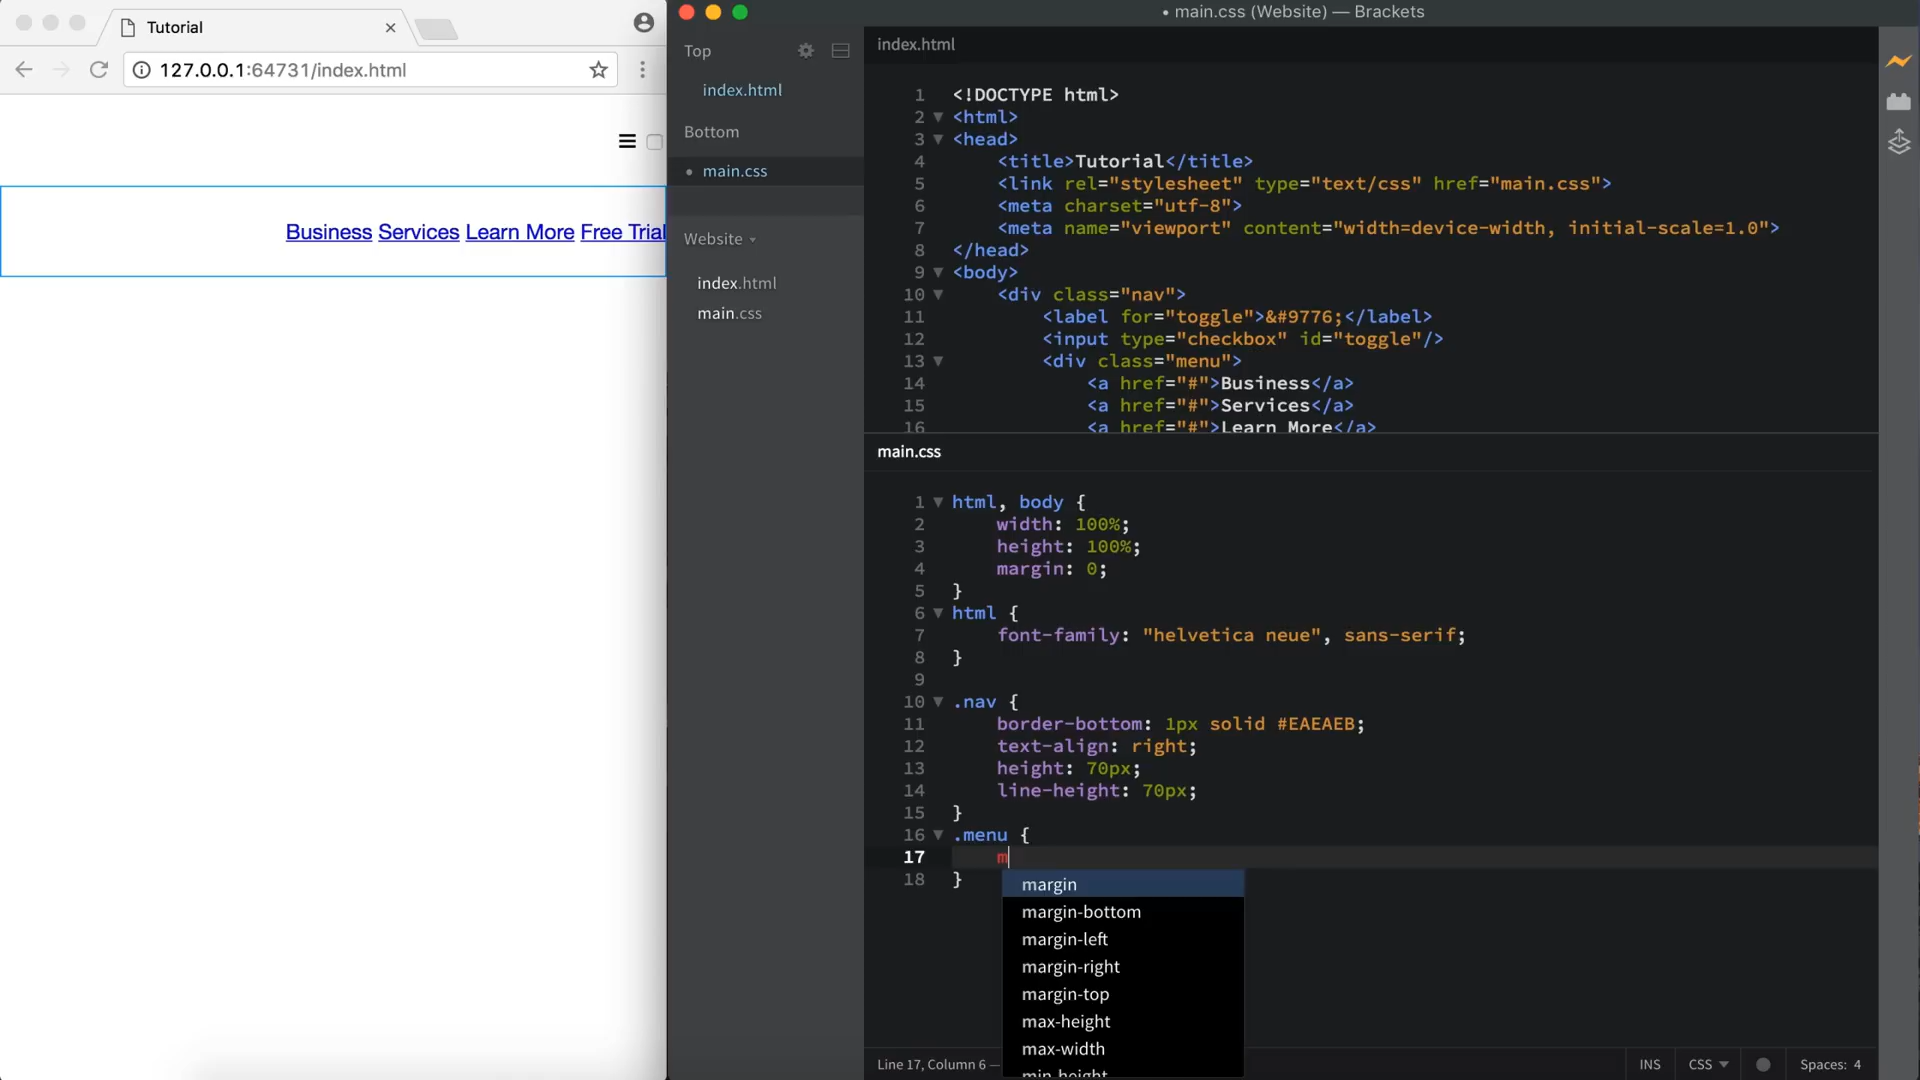 Tutorial
127.0.0.1:64731/index.html
☰
Business Services Learn More Free Trial
• main.css (Website) — Brackets
Top
index.html
Bottom
• main.css
Website
index.html
main.css
index.html
1 <!DOCTYPE html>
2 <html>
3 <head>
4 <title>Tutorial</title>
5 <link rel="stylesheet" type="text/css" href="main.css">
6 <meta charset="utf-8">
7 <meta name="viewport" content="width=device-width, initial-scale=1.0">
8 </head>
9 <body>
10 <div class="nav">
11 <label for="toggle">&#9776;</label>
12 <input type="checkbox" id="toggle"/>
13 <div class="menu">
14 <a href="#">Business</a>
15 <a href="#">Services</a>
16 <a href="#">Learn More</a>
main.css
1 html, body {
2 width: 100%;
3 height: 100%;
4 margin: 0;
5 }
6 html {
7 font-family: "helvetica neue", sans-serif;
8 }
9
10 .nav {
11 border-bottom: 1px solid #EAEAEB;
12 text-align: right;
13 height: 70px;
14 line-height: 70px;
15 }
16 .menu {
17 m
18 }
margin
margin-bottom
margin-left
margin-right
margin-top
max-height
max-width
min-height
Line 17, Column 6 —
INS
CSS
Spaces: 4